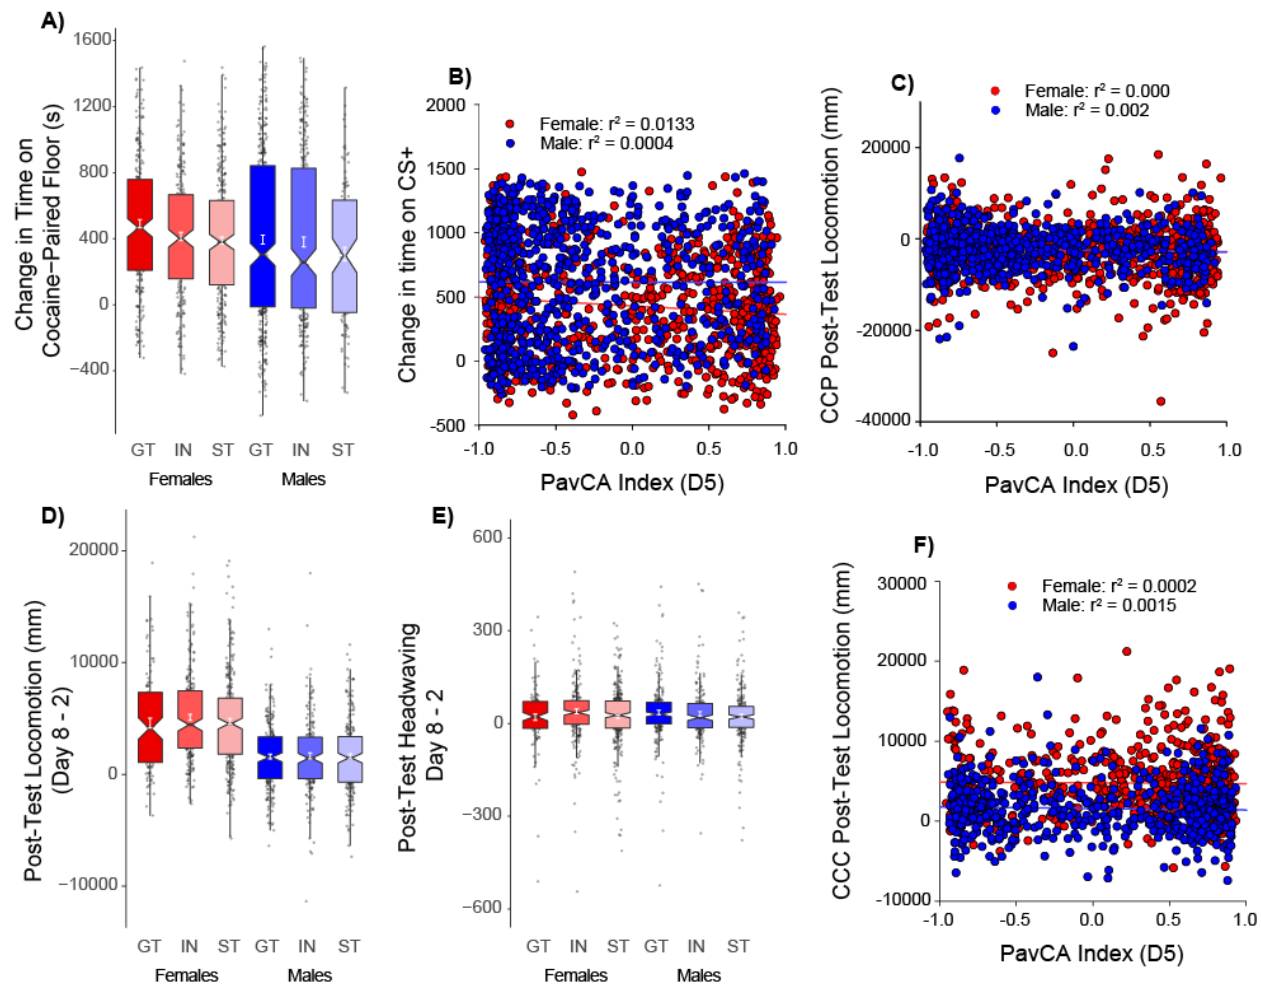 A)
Change in Time on
Cocaine−Paired Floor (s)
1600
1200
800
400
0
−400
GT IN ST GT IN ST
Females Males
B)
Female: r² = 0.0133
Male: r² = 0.0004
Change in time on CS+
2000
1500
1000
500
0
-500
-1.0 -0.5 0.0 0.5 1.0
PavCA Index (D5)
C)
Female: r² = 0.000
Male: r² = 0.002
CCP Post-Test Locomotion (mm)
20000
0
-20000
-40000
-1.0 -0.5 0.0 0.5 1.0
PavCA Index (D5)
D)
Post-Test Locomotion (mm)
(Day 8 - 2)
20000
10000
0
−10000
GT IN ST GT IN ST
Females Males
E)
Post-Test Headwaving
Day 8 - 2
600
300
0
−300
−600
GT IN ST GT IN ST
Females Males
F)
Female: r² = 0.0002
Male: r² = 0.0015
CCC Post-Test Locomotion (mm)
30000
20000
10000
0
-10000
-1.0 -0.5 0.0 0.5 1.0
PavCA Index (D5)